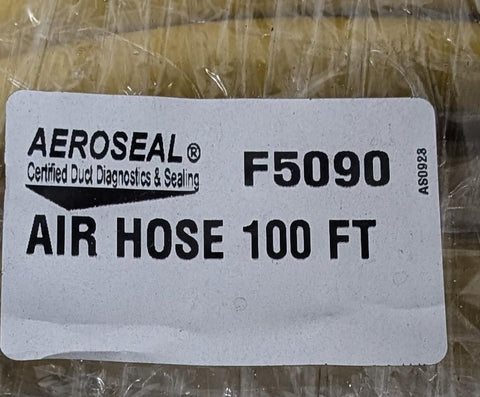 AEROSEAL®
Certified Duct Diagnostics & Sealing
F5090
AS0928
AIR HOSE 100 FT